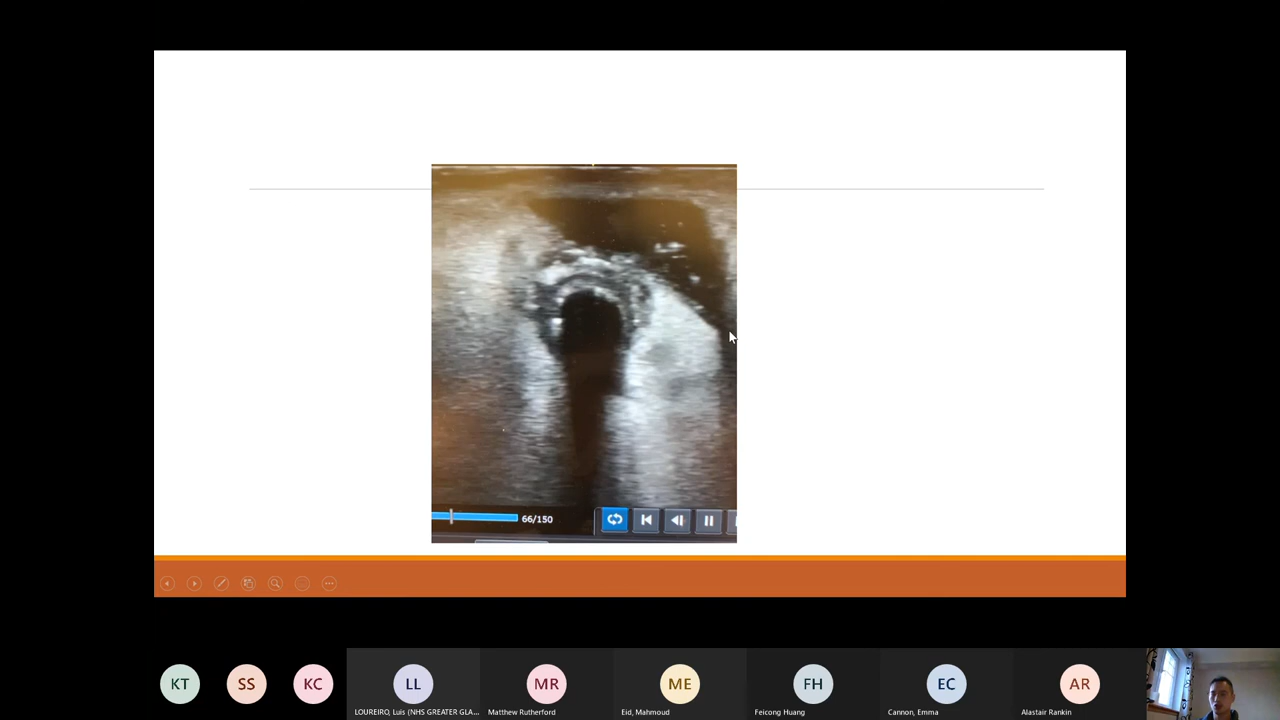 66/150
KT
SS
KC
LL
MR
ME
FH
EC
AR
LOUREIRO, Luis (NHS GREATER GLA...
Matthew Rutherford
Eid, Mahmoud
Feicong Huang
Cannon, Emma
Alastair Rankin